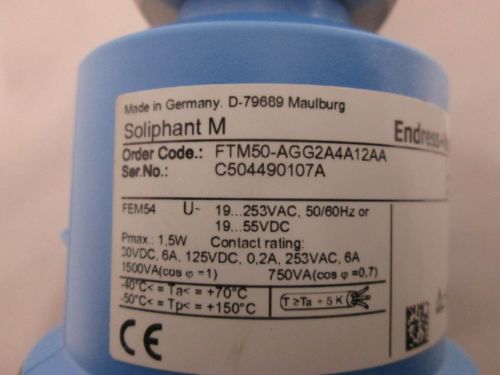 Made in Germany. D-79689 Maulburg
Soliphant M
Endress+
Order Code.: FTM50-AGG2A4A12AA
Ser.No.: C504490107A
FEM54 U~ 19...253VAC, 50/60Hz or
19...55VDC
Pmax.: 1,5W Contact rating:
30VDC, 6A, 125VDC, 0,2A, 253VAC, 6A
1500VA(cos φ =1) 750VA(cos φ =0,7)
-40°C< = Ta< = +70°C
-50°C< = Tp< = +150°C
T ≥Ta + 5 K
CE